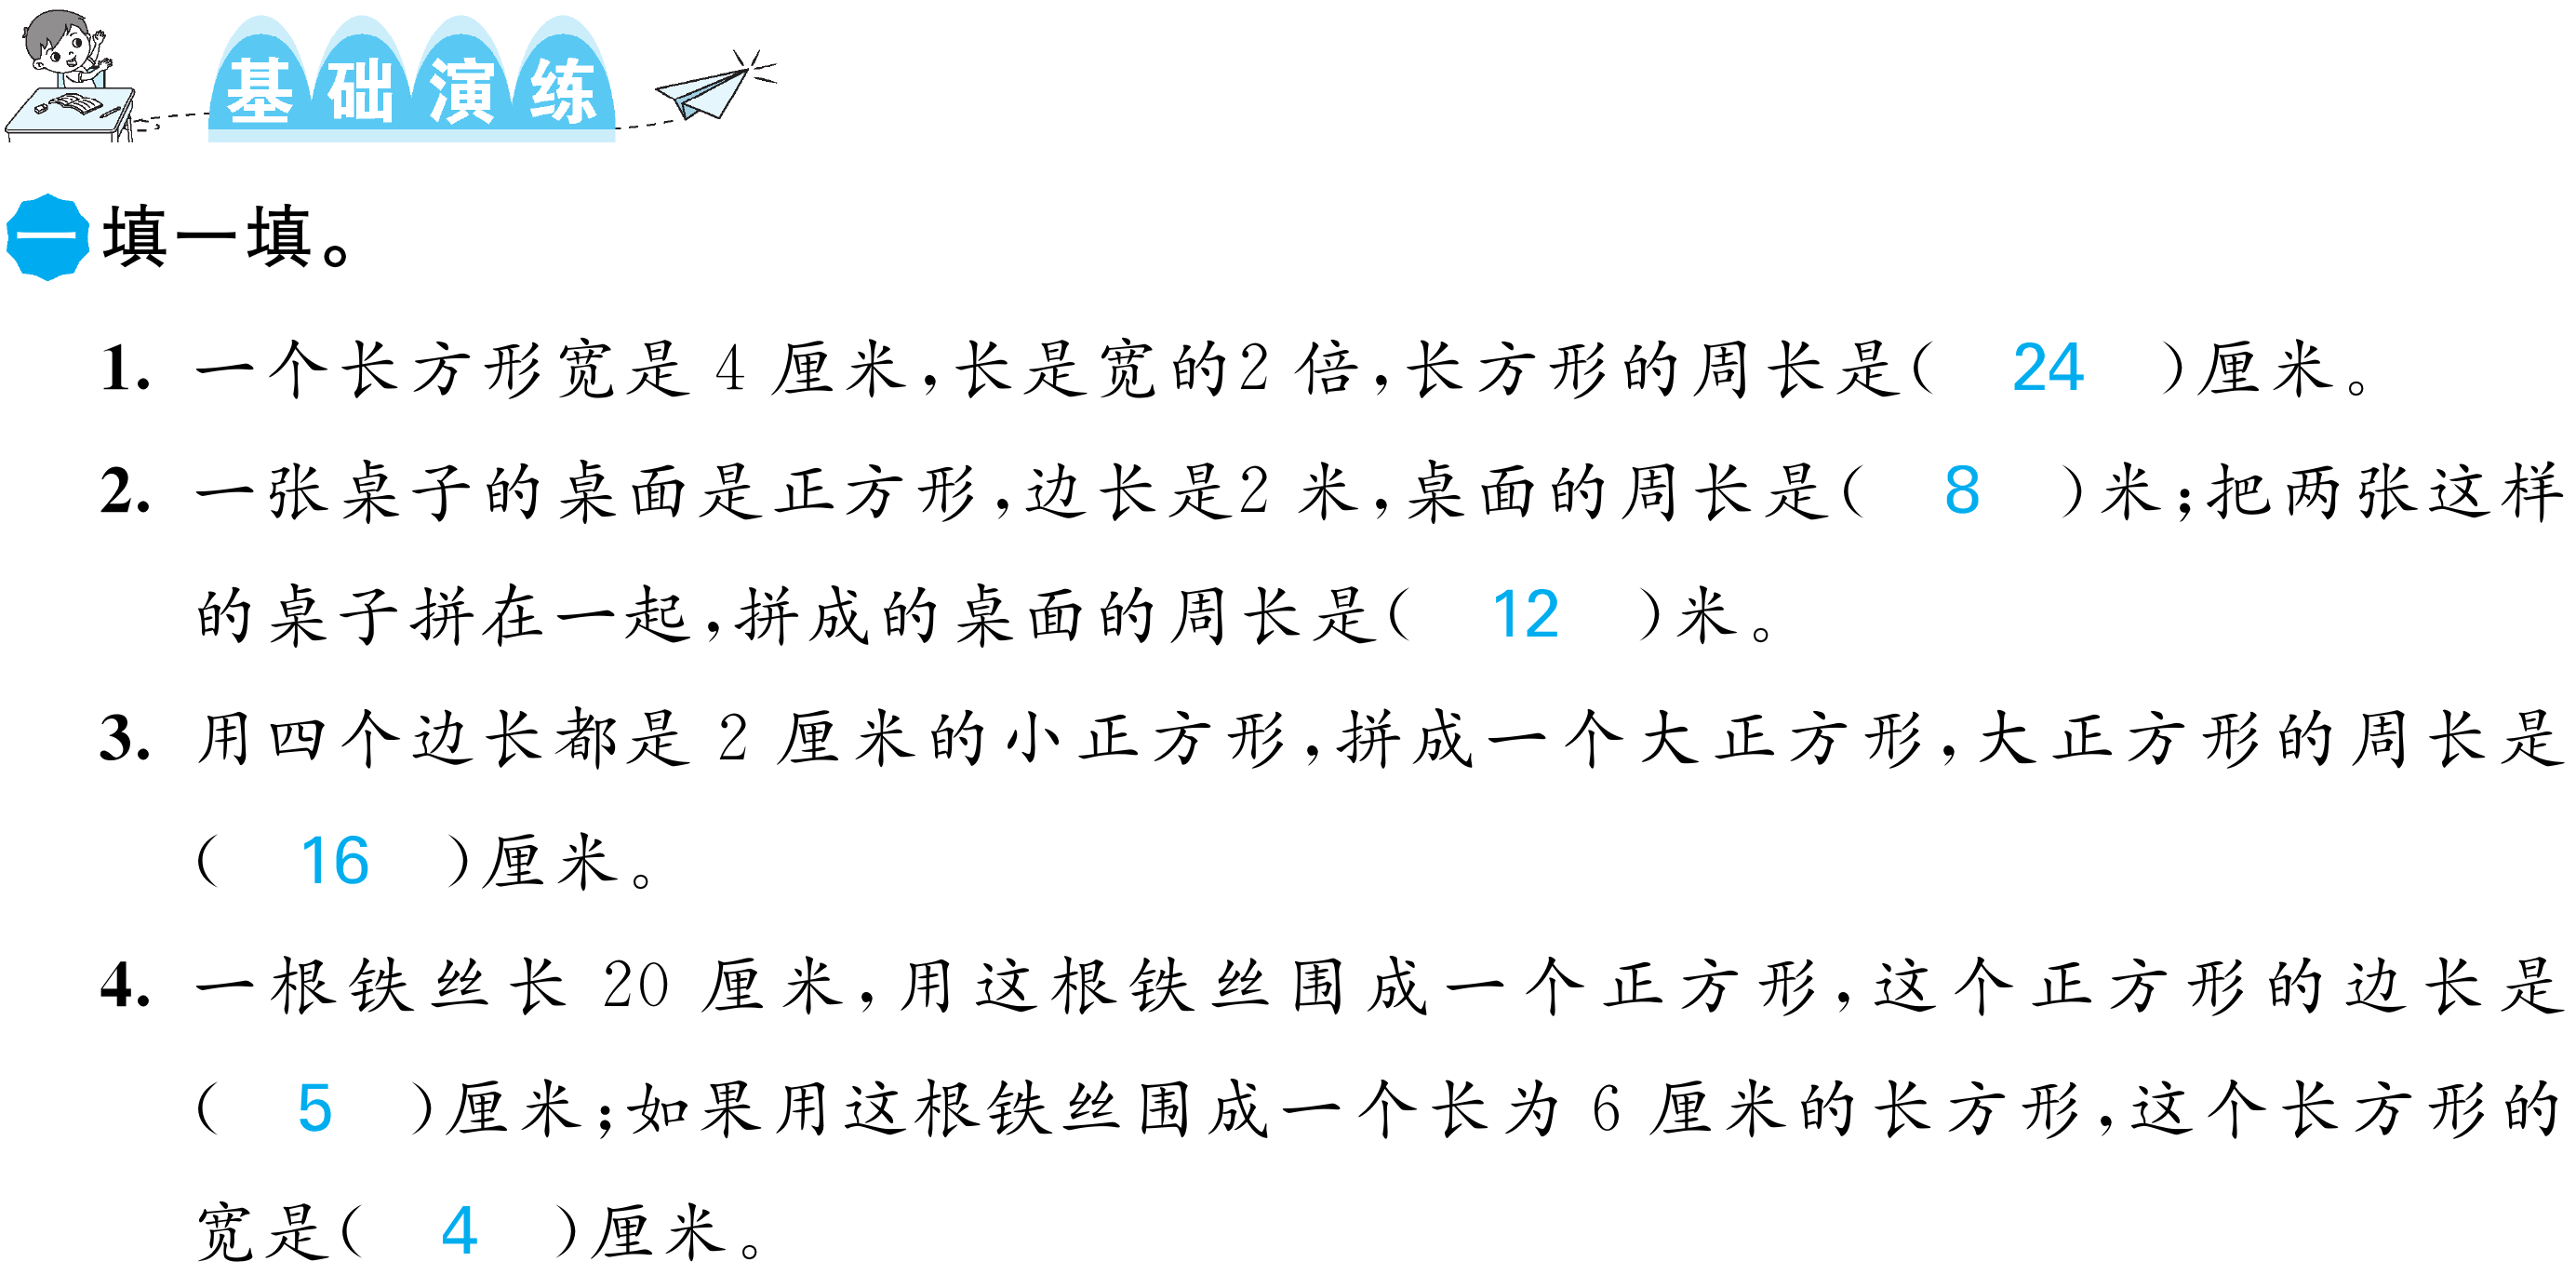 基础演练
一填一填。
1. 一个长方形宽是 4 厘米,长是宽的2 倍,长方形的周长是( 24 )厘米。
2. 一张桌子的桌面是正方形,边长是2 米,桌面的周长是( 8 )米;把两张这样
的桌子拼在一起,拼成的桌面的周长是( 12 )米。
3. 用四个边长都是 2 厘米的小正方形,拼成一个大正方形,大正方形的周长是
( 16 )厘米。
4. 一根铁丝长 20 厘米,用这根铁丝围成一个正方形,这个正方形的边长是
( 5 )厘米;如果用这根铁丝围成一个长为 6 厘米的长方形,这个长方形的
宽是( 4 )厘米。